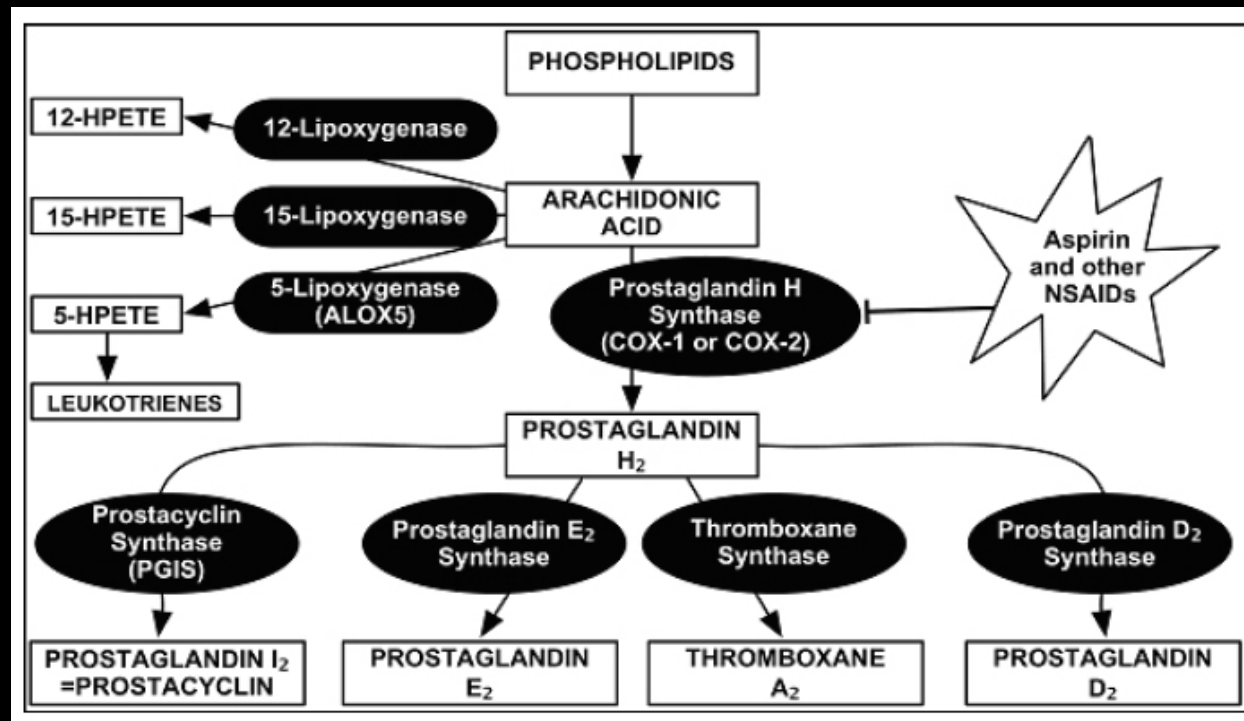 PHOSPHOLIPIDS
12-HPETE
12-Lipoxygenase
15-HPETE
15-Lipoxygenase
ARACHIDONIC
ACID
Aspirin
and other
NSAIDs
5-HPETE
5-Lipoxygenase
(ALOX5)
Prostaglandin H
Synthase
(COX-1 or COX-2)
LEUKOTRIENES
PROSTAGLANDIN
H₂
Prostacyclin
Synthase
(PGIS)
Prostaglandin E₂
Synthase
Thromboxane
Synthase
Prostaglandin D₂
Synthase
PROSTAGLANDIN I₂
=PROSTACYCLIN
PROSTAGLANDIN
E₂
THROMBOXANE
A₂
PROSTAGLANDIN
D₂